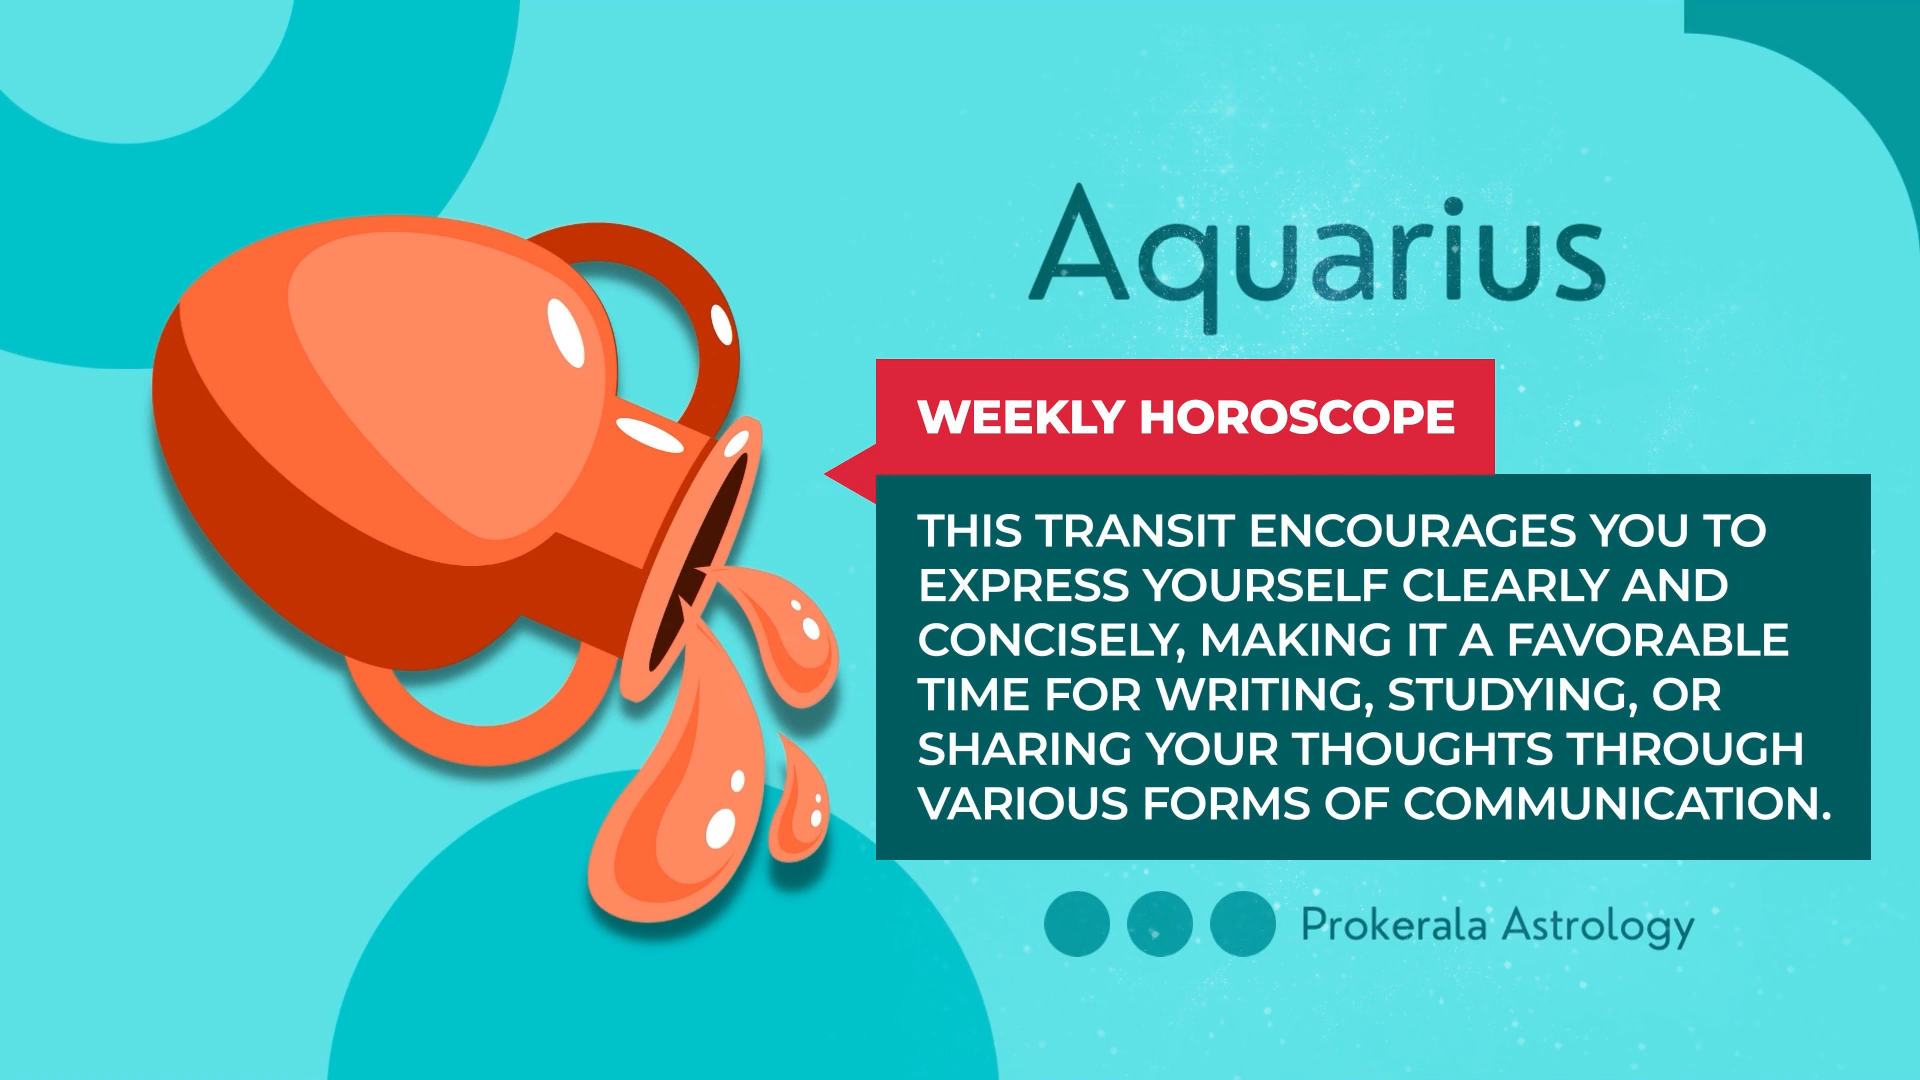 Aquarius
WEEKLY HOROSCOPE
THIS TRANSIT ENCOURAGES YOU TO
EXPRESS YOURSELF CLEARLY AND
CONCISELY, MAKING IT A FAVORABLE
TIME FOR WRITING, STUDYING, OR
SHARING YOUR THOUGHTS THROUGH
VARIOUS FORMS OF COMMUNICATION.
Prokerala Astrology